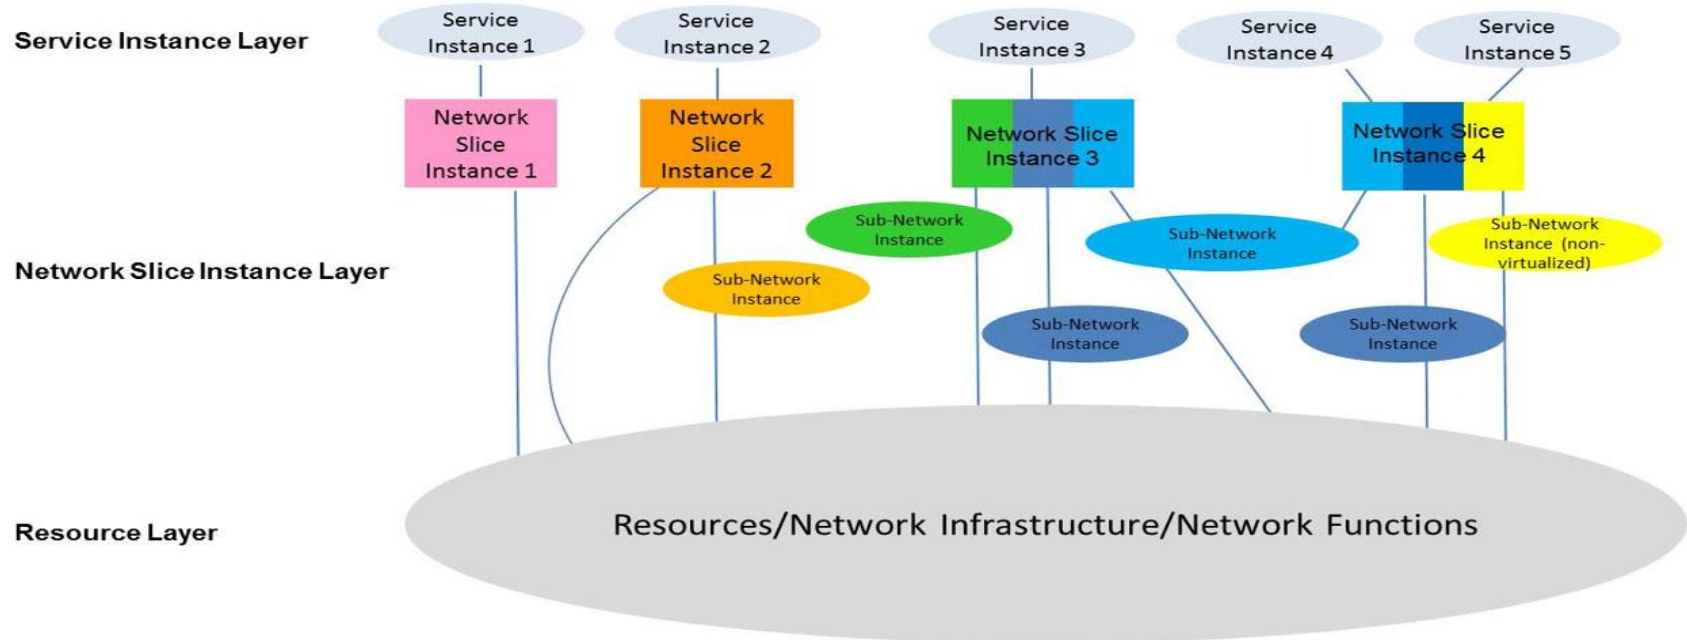 Service Instance Layer
Service
Instance 1
Service
Instance 2
Service
Instance 3
Service
Instance 4
Service
Instance 5
Network
Slice
Instance 1
Network
Slice
Instance 2
Network Slice
Instance 3
Network Slice
Instance 4
Network Slice Instance Layer
Sub-Network
Instance
Sub-Network
Instance
Sub-Network
Instance
Sub-Network
Instance
Sub-Network
Instance (non-
virtualized)
Sub-Network
Instance
Resource Layer
Resources/Network Infrastructure/Network Functions